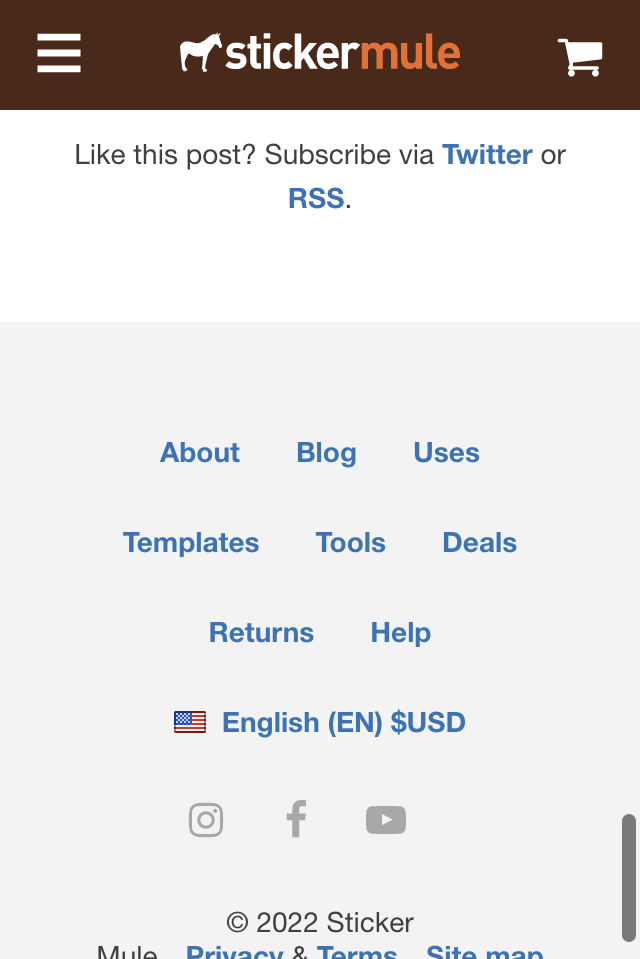 stickermule
Like this post? Subscribe via Twitter or
RSS.
About Blog Uses
Templates Tools Deals
Returns Help
English (EN) $USD
© 2022 Sticker
Mule Privacy & Terms Site map